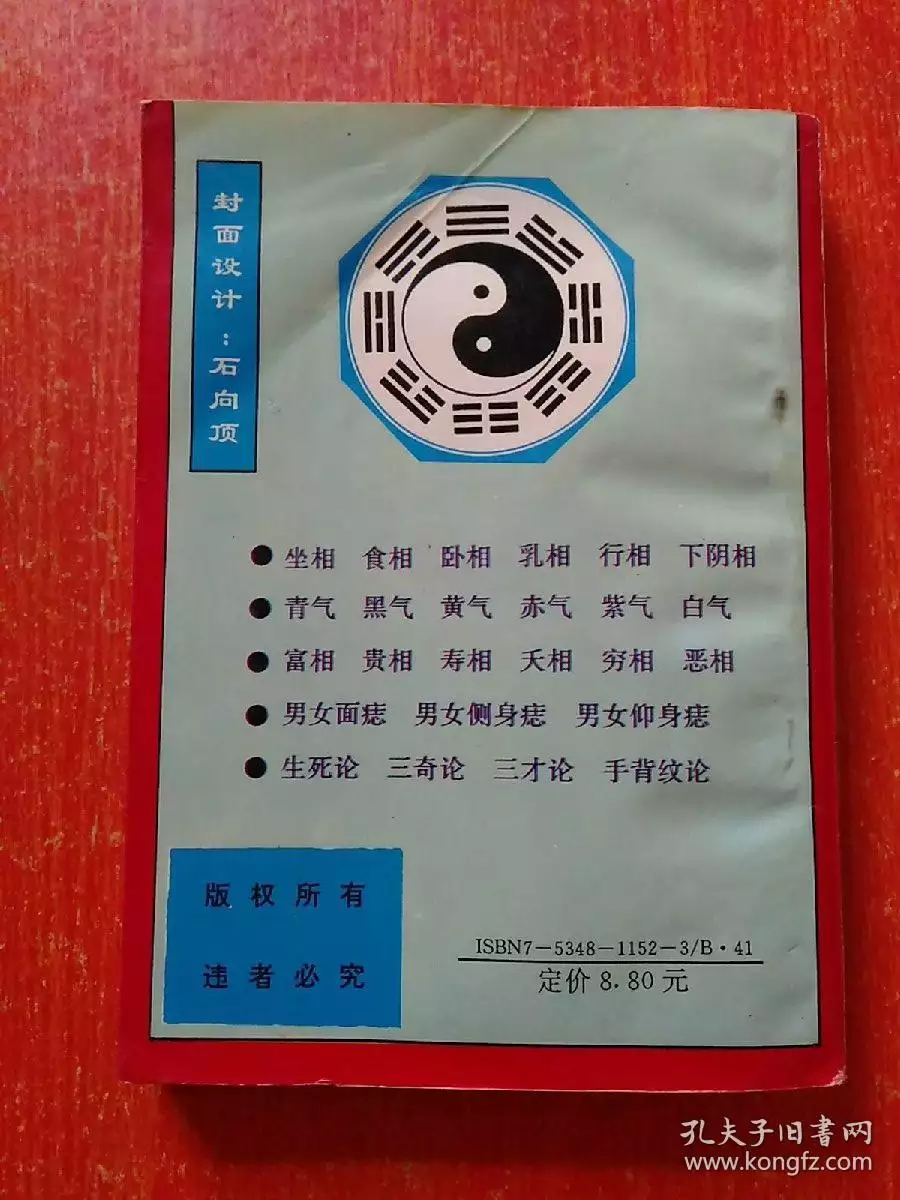 封面设计：石向顶
●坐相 食相 卧相 乳相 行相 下阴相
●青气 黑气 黄气 赤气 紫气 白气
●富相 贵相 寿相 夭相 穷相 恶相
●男女面痣 男女侧身痣 男女仰身痣
●生死论 三奇论 三才论 手背纹论
版权所有
违者必究
ISBN7-5348-1152-3/B·41
定价8.80元
孔夫子旧书网
www.kongfz.com